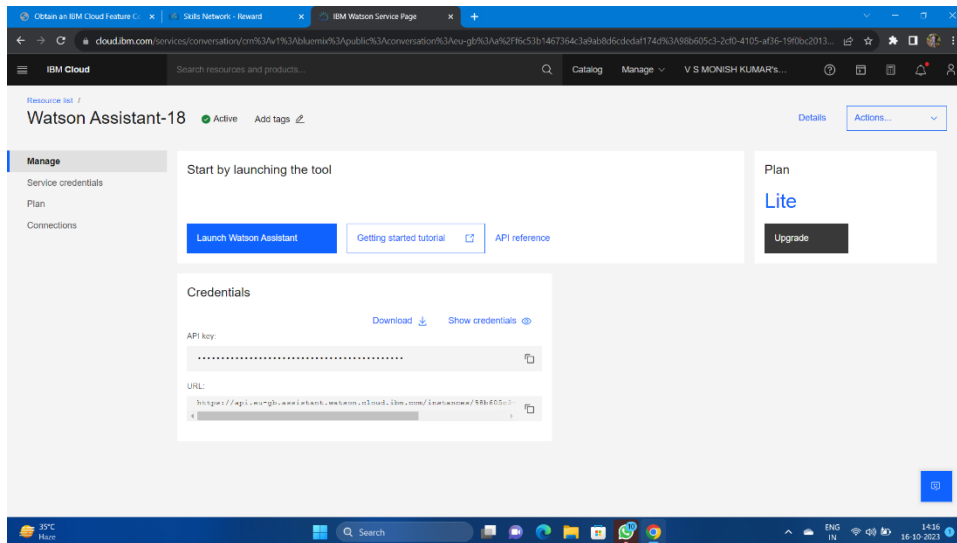 Obtain an IBM Cloud Feature Co
Skills Network - Reward
IBM Watson Service Page
cloud.ibm.com/services/conversation/crn%3Av1%3Abluemix%3Apublic%3Aconversation%3Aeu-gb%3Aa%2Ff6c53b1467364c3a9ab8d6cdedaf174d%3A98b605c3-2cf0-4105-af36-19f0bc2013...
IBM Cloud
Search resources and products...
Catalog
Manage
V S MONISH KUMAR's...
Resource list /
Watson Assistant-18
Active
Add tags
Details
Actions...
Manage
Service credentials
Plan
Connections
Start by launching the tool
Launch Watson Assistant
Getting started tutorial
API reference
Plan
Lite
Upgrade
Credentials
Download
Show credentials
API key:
URL:
https://api.eu-gb.assistant.watson.cloud.ibm.com/instances/98b605c3-
35°C
Haze
Search
10
ENG
IN
14:16
16-10-2023
1